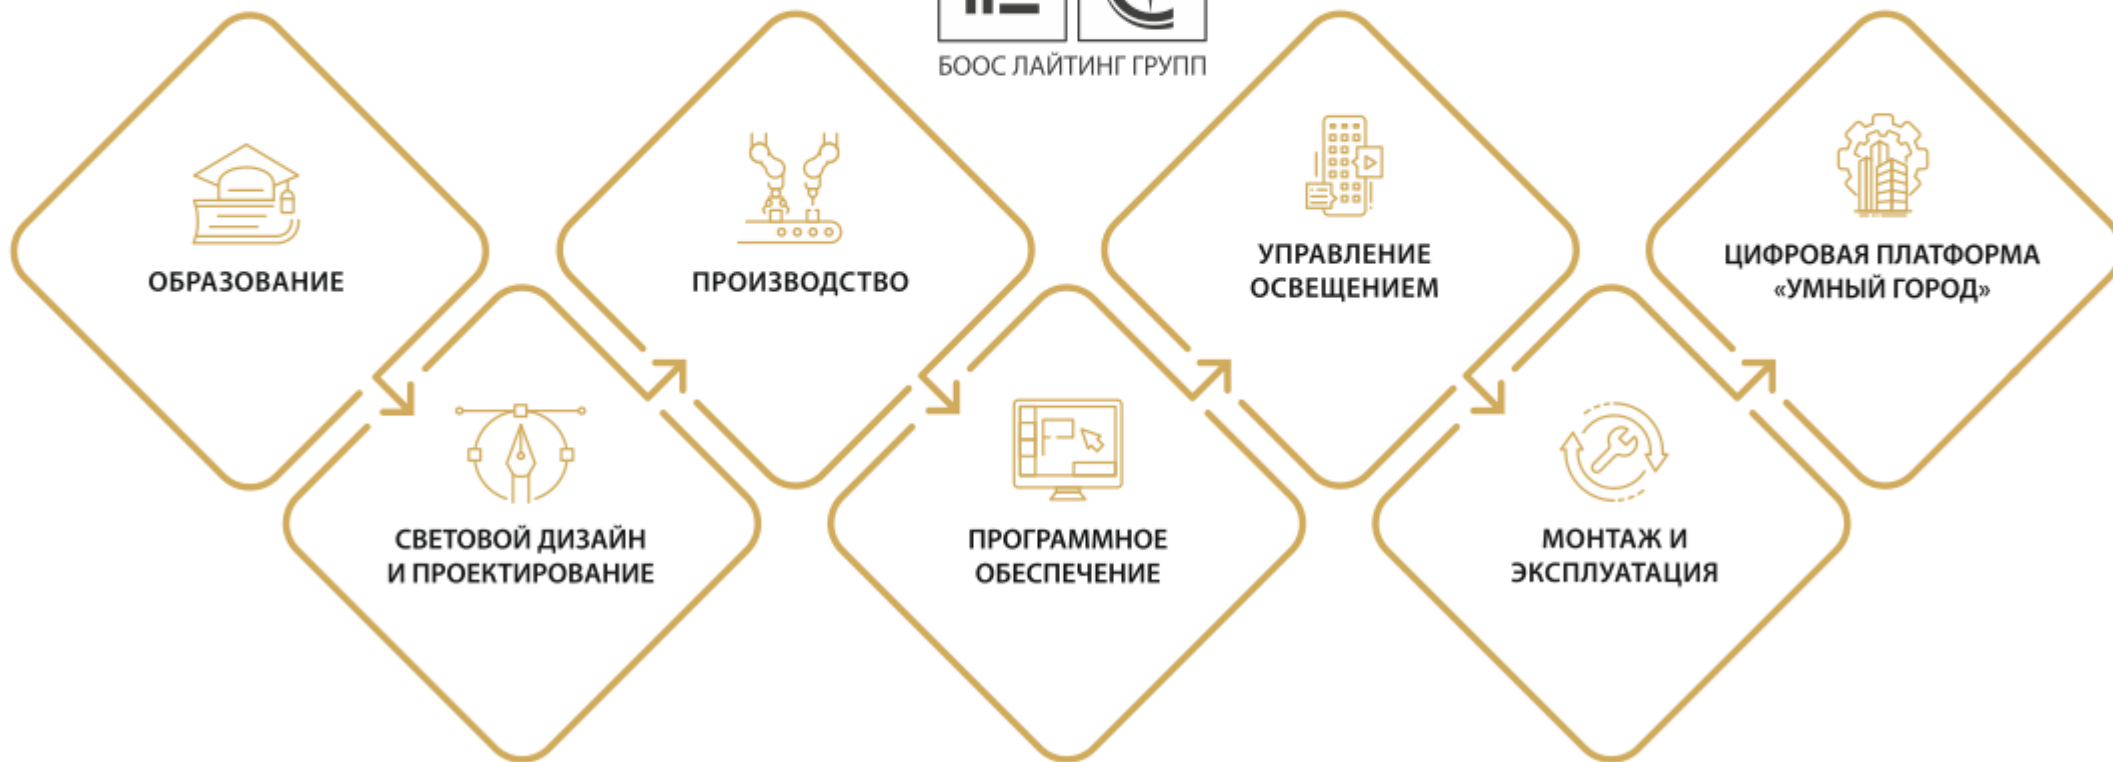 БООС ЛАЙТИНГ ГРУПП
ОБРАЗОВАНИЕ
СВЕТОВОЙ ДИЗАЙН
И ПРОЕКТИРОВАНИЕ
ПРОИЗВОДСТВО
ПРОГРАММНОЕ
ОБЕСПЕЧЕНИЕ
УПРАВЛЕНИЕ
ОСВЕЩЕНИЕМ
МОНТАЖ И
ЭКСПЛУАТАЦИЯ
ЦИФРОВАЯ ПЛАТФОРМА
«УМНЫЙ ГОРОД»